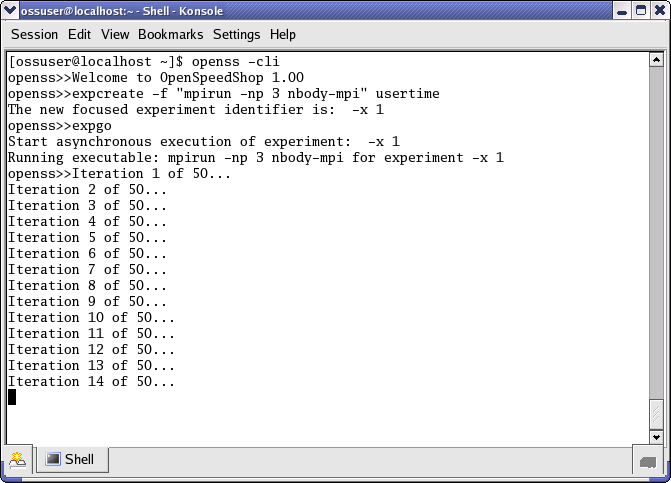 ossuser@localhost:~ - Shell - Konsole
Session Edit View Bookmarks Settings Help
[ossuser@localhost ~]$ openss -cli
openss>>Welcome to OpenSpeedShop 1.00
openss>>expcreate -f "mpirun -np 3 nbody-mpi" usertime
The new focused experiment identifier is:  -x 1
openss>>expgo
Start asynchronous execution of experiment:  -x 1
Running executable: mpirun -np 3 nbody-mpi for experiment -x 1
openss>>Iteration 1 of 50...
Iteration 2 of 50...
Iteration 3 of 50...
Iteration 4 of 50...
Iteration 5 of 50...
Iteration 6 of 50...
Iteration 7 of 50...
Iteration 8 of 50...
Iteration 9 of 50...
Iteration 10 of 50...
Iteration 11 of 50...
Iteration 12 of 50...
Iteration 13 of 50...
Iteration 14 of 50...
Shell